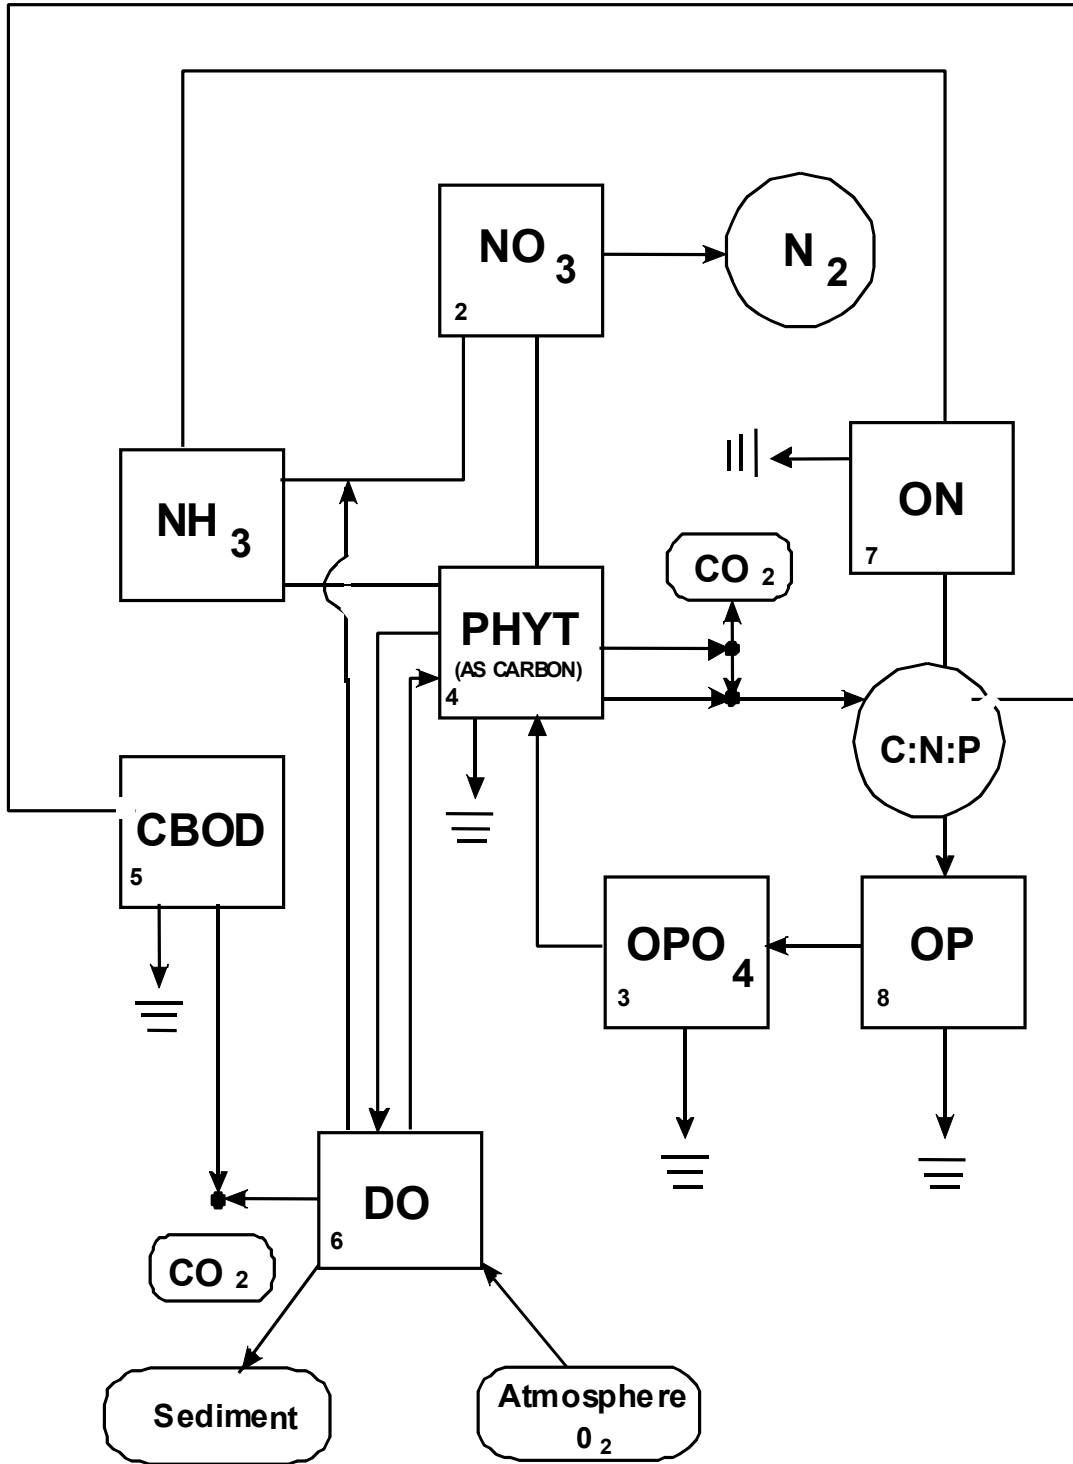 NO 3
2
N 2
NH 3
ON
7
CO 2
PHYT
(AS CARBON)
4
C:N:P
CBOD
5
OPO 4
3
OP
8
DO
6
CO 2
Sediment
Atmosphere
0 2